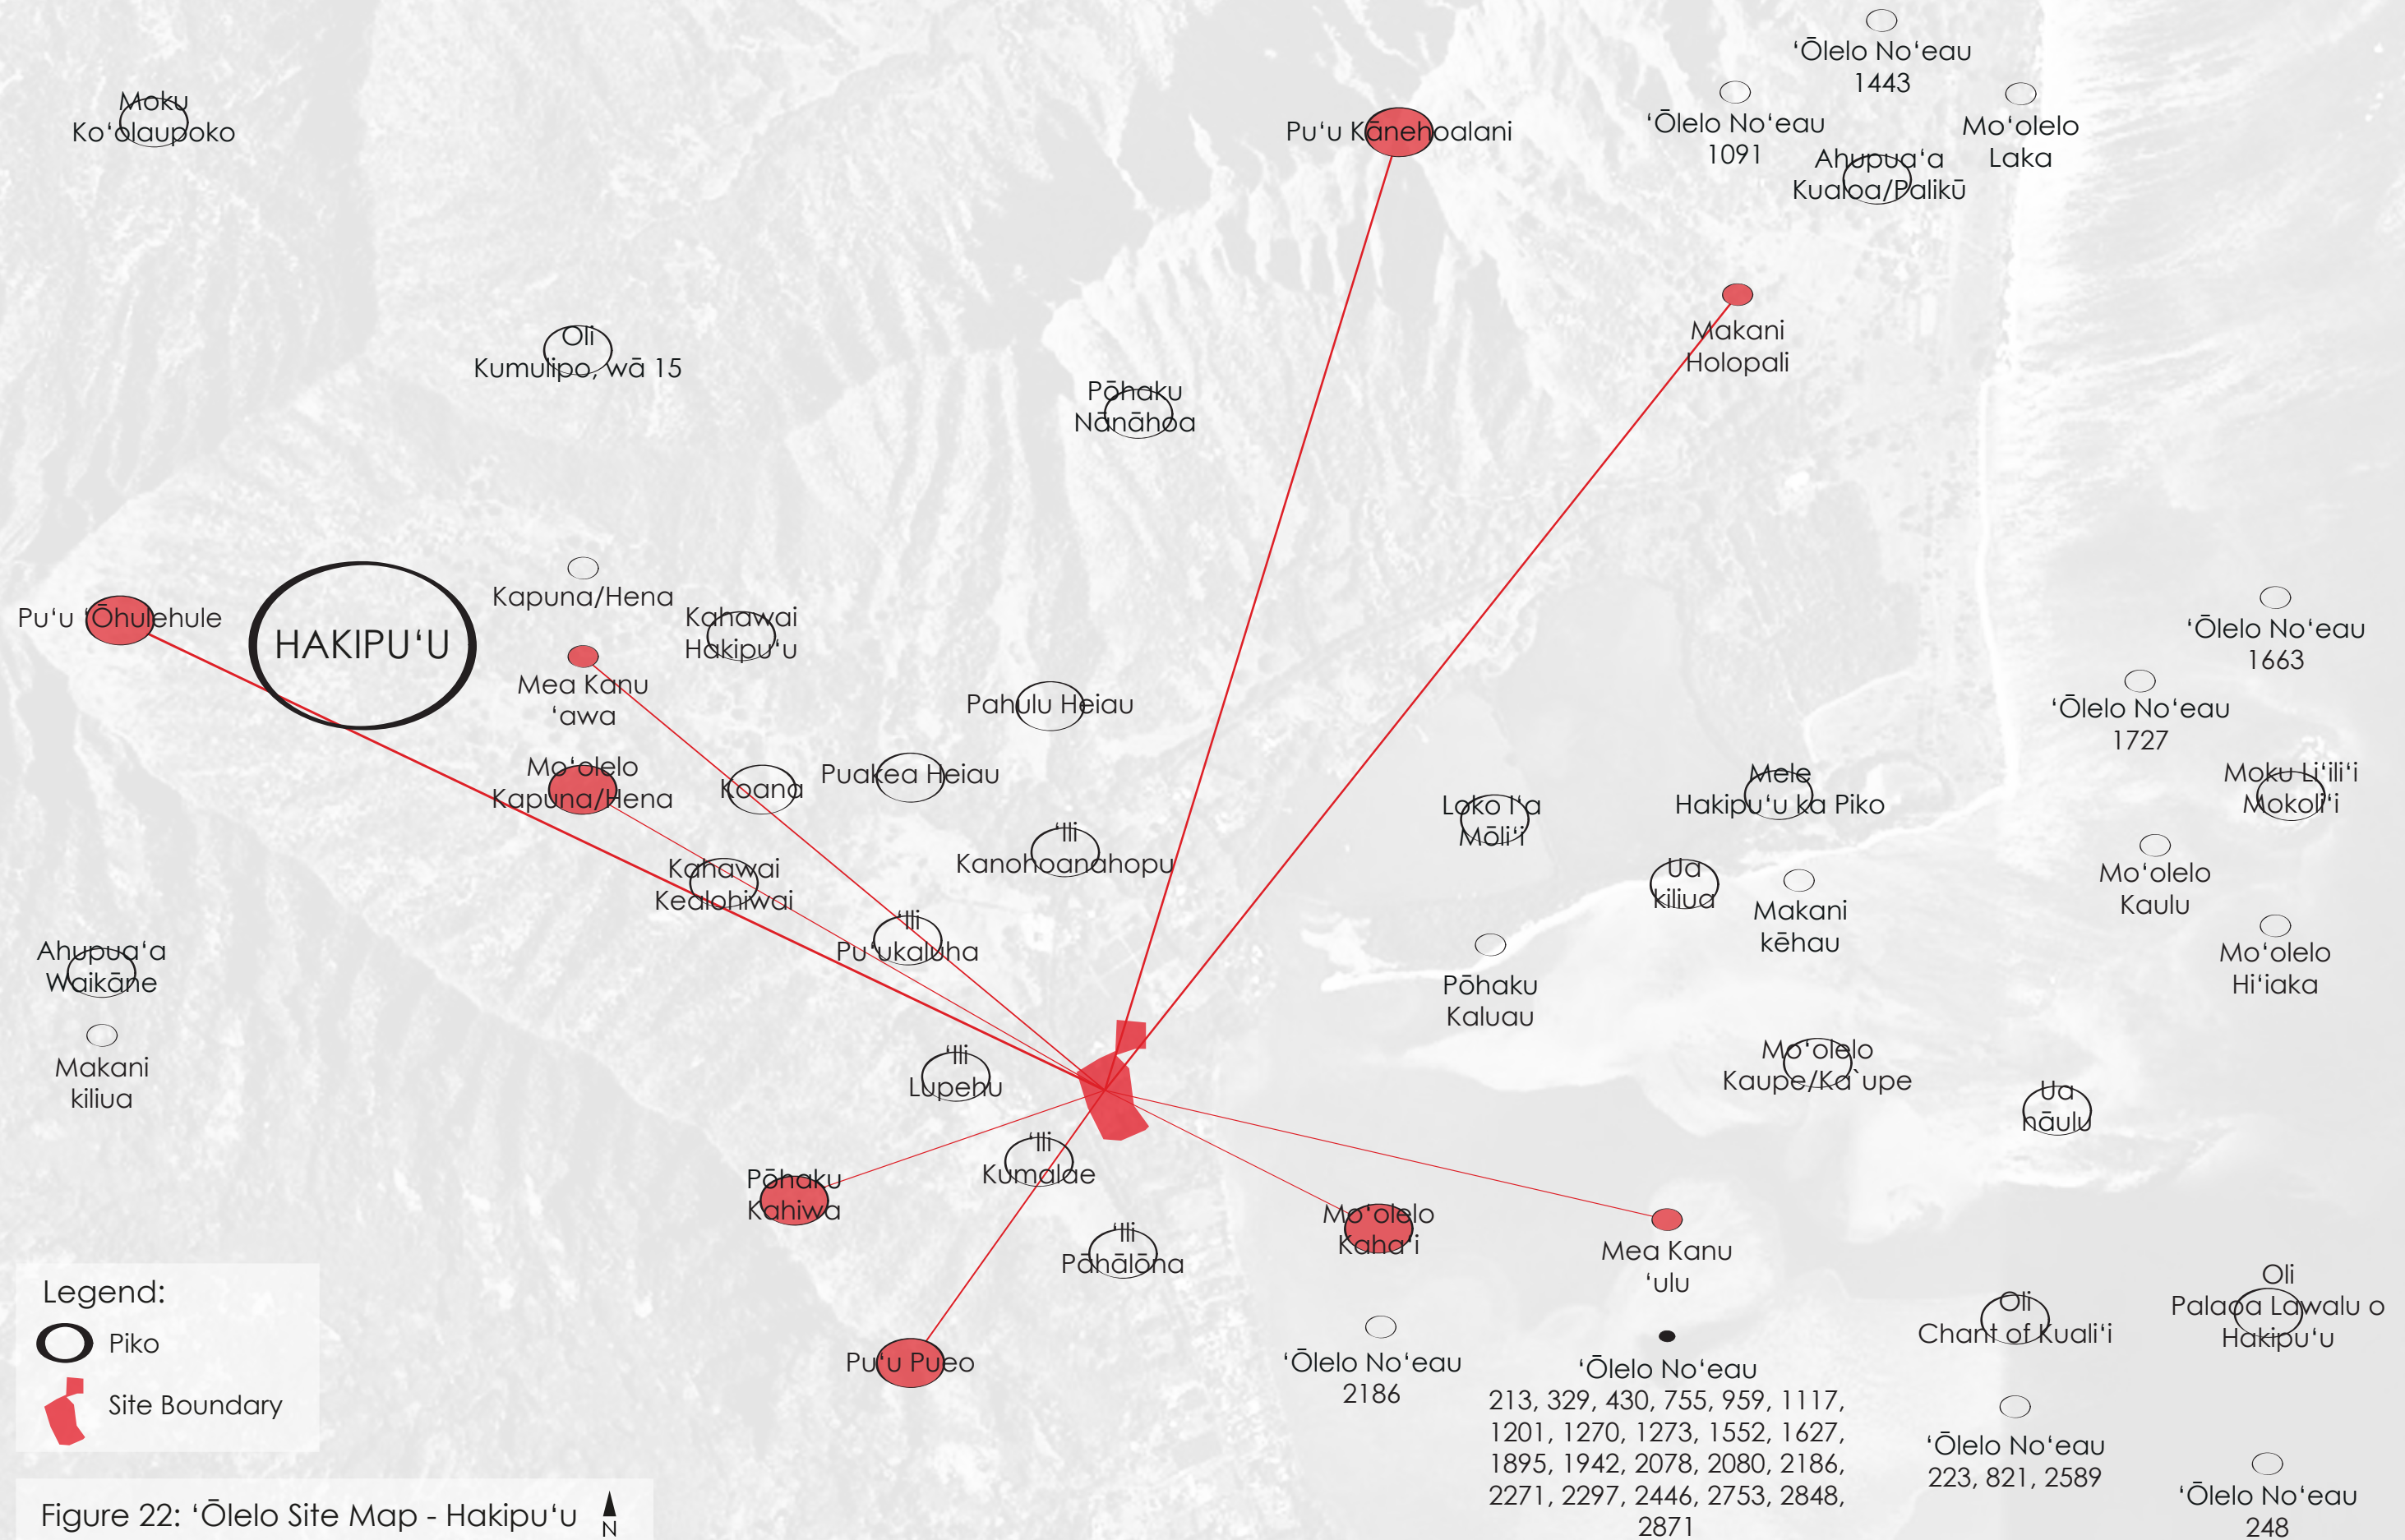 ʻŌlelo Noʻeau
1443
Moku
Koʻolaupoko
Puʻu Kānehoalani
ʻŌlelo Noʻeau
1091
Moʻolelo
Laka
Ahupuaʻa
Kualoa/Palikū
Makani
Holopali
Oli
Kumulipo, wā 15
Pōhaku
Nānāhoa
Puʻu ʻŌhulehule
HAKIPUʻU
Kapuna/Hena
Kahawai
Hakipuʻu
Mea Kanu
ʻawa
Pahulu Heiau
ʻŌlelo Noʻeau
1663
ʻŌlelo Noʻeau
1727
Moʻolelo
Kapuna/Hena
Koana
Puakea Heiau
ʻIli
Kanohoanahopu
Loko Iʻa
Mōliʻi
Mele
Hakipuʻu ka Piko
Moku Liʻiliʻi
Mokoliʻi
Kahawai
Kealohiwai
ʻIli
Puʻukaluha
Ua
kiliua
Makani
kēhau
Moʻolelo
Kaulu
Moʻolelo
Hiʻiaka
Ahupuaʻa
Waikāne
Makani
kiliua
Pōhaku
Kaluau
ʻIli
Lupehu
Moʻolelo
Kaupe/Ka`upe
Ua
nāulu
ʻIli
Kumalae
Pōhaku
Kahiwa
ʻIli
Pāhālōna
Moʻolelo
Kahaʻi
Mea Kanu
ʻulu
Puʻu Pueo
ʻŌlelo Noʻeau
2186
ʻŌlelo Noʻeau
213, 329, 430, 755, 959, 1117,
1201, 1270, 1273, 1552, 1627,
1895, 1942, 2078, 2080, 2186,
2271, 2297, 2446, 2753, 2848,
2871
Oli
Chant of Kualiʻi
Oli
Palaoa Lawalu o
Hakipuʻu
ʻŌlelo Noʻeau
223, 821, 2589
ʻŌlelo Noʻeau
248
Legend:
Piko
Site Boundary
Figure 22: ʻŌlelo Site Map - Hakipuʻu
N